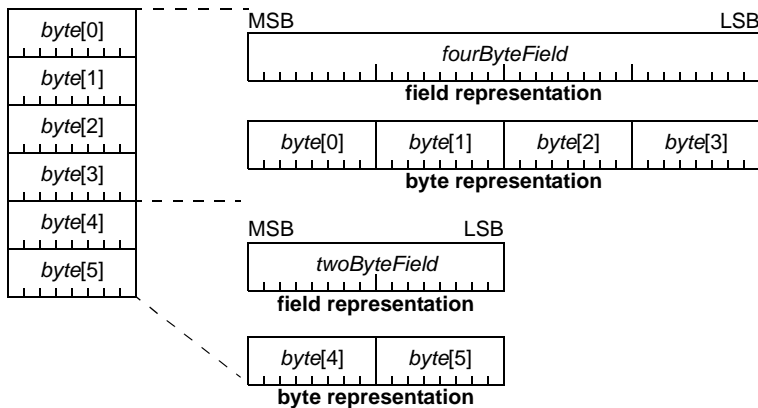 byte[0]
byte[1]
byte[2]
byte[3]
byte[4]
byte[5]
MSB LSB
fourByteField
field representation
byte[0] byte[1] byte[2] byte[3]
byte representation
MSB LSB
twoByteField
field representation
byte[4] byte[5]
byte representation